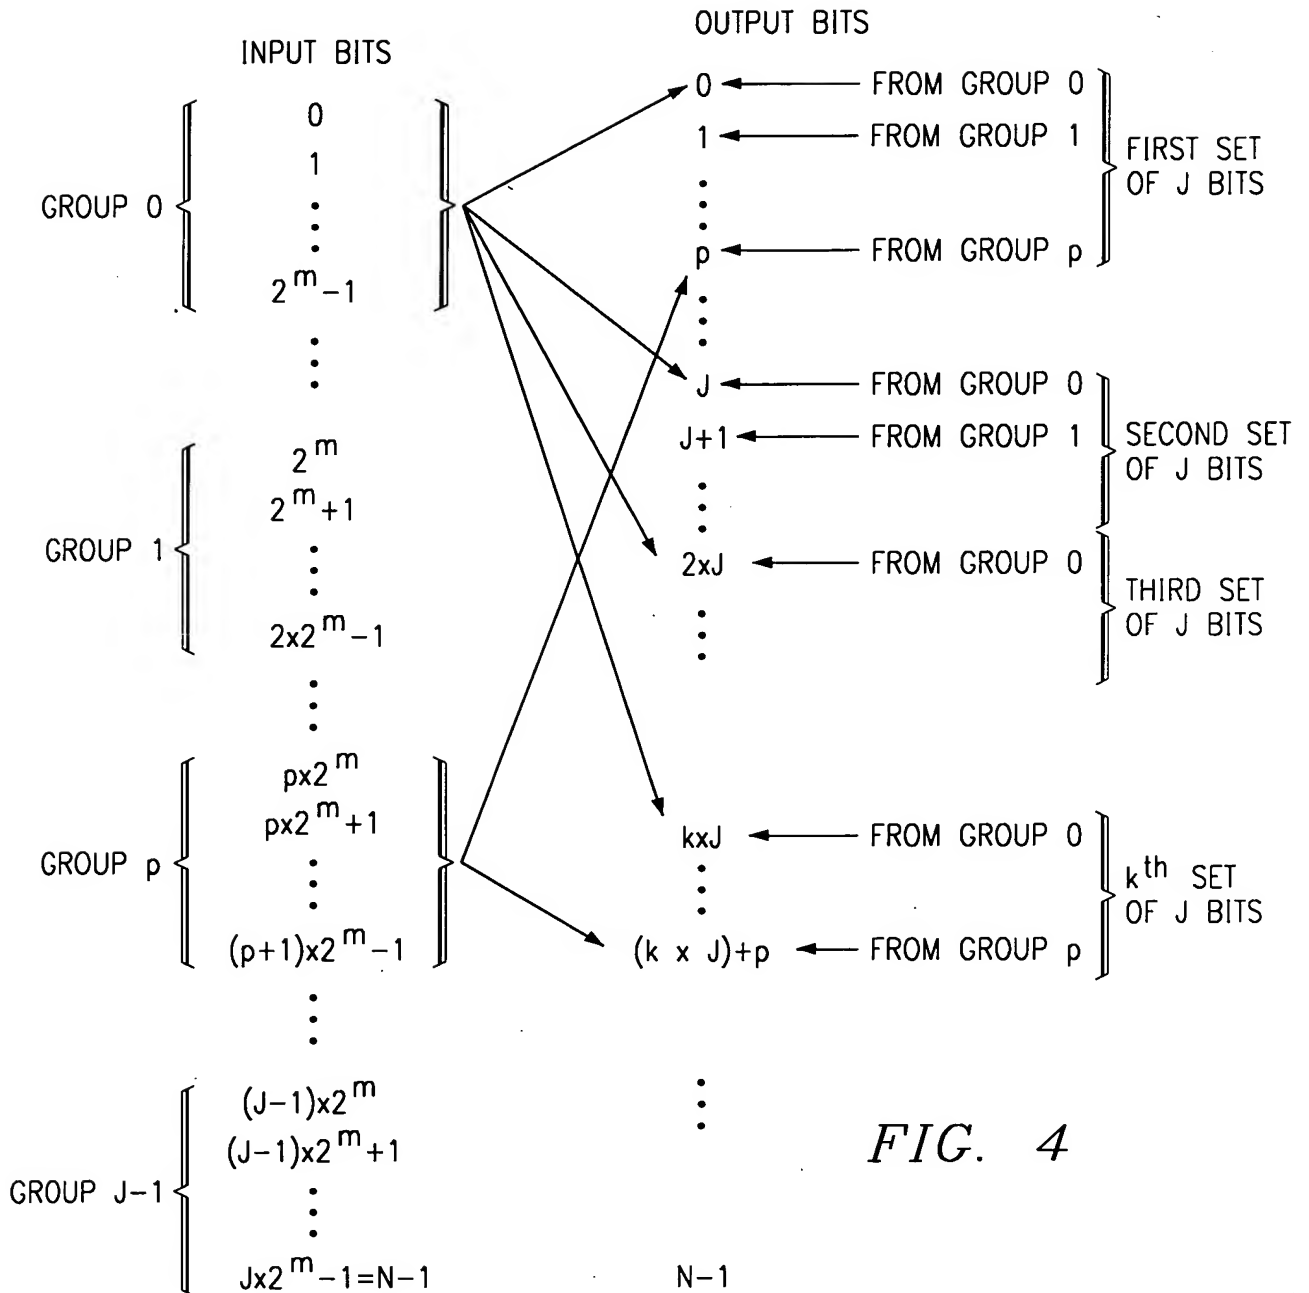 INPUT BITS
OUTPUT BITS
GROUP 0
0
1
2^m-1
GROUP 1
2^m
2^m+1
2x2^m-1
GROUP p
px2^m
px2^m+1
(p+1)x2^m-1
GROUP J-1
(J-1)x2^m
(J-1)x2^m+1
Jx2^m-1=N-1
0 FROM GROUP 0
1 FROM GROUP 1
p FROM GROUP p
FIRST SET
OF J BITS
J FROM GROUP 0
J+1 FROM GROUP 1
SECOND SET
OF J BITS
2xJ FROM GROUP 0
THIRD SET
OF J BITS
kxJ FROM GROUP 0
(k x J)+p FROM GROUP p
k^th SET
OF J BITS
N-1
FIG. 4